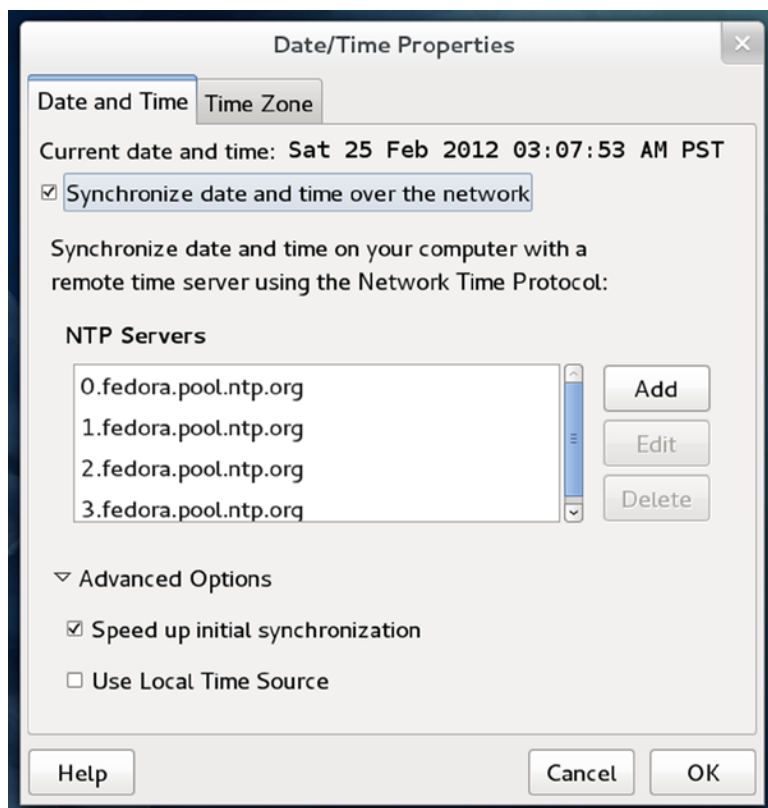 Date/Time Properties
Date and Time
Time Zone
Current date and time: Sat 25 Feb 2012 03:07:53 AM PST
Synchronize date and time over the network
Synchronize date and time on your computer with a
remote time server using the Network Time Protocol:
NTP Servers
0.fedora.pool.ntp.org
1.fedora.pool.ntp.org
2.fedora.pool.ntp.org
3.fedora.pool.ntp.org
Add
Edit
Delete
Advanced Options
Speed up initial synchronization
Use Local Time Source
Help
Cancel
OK